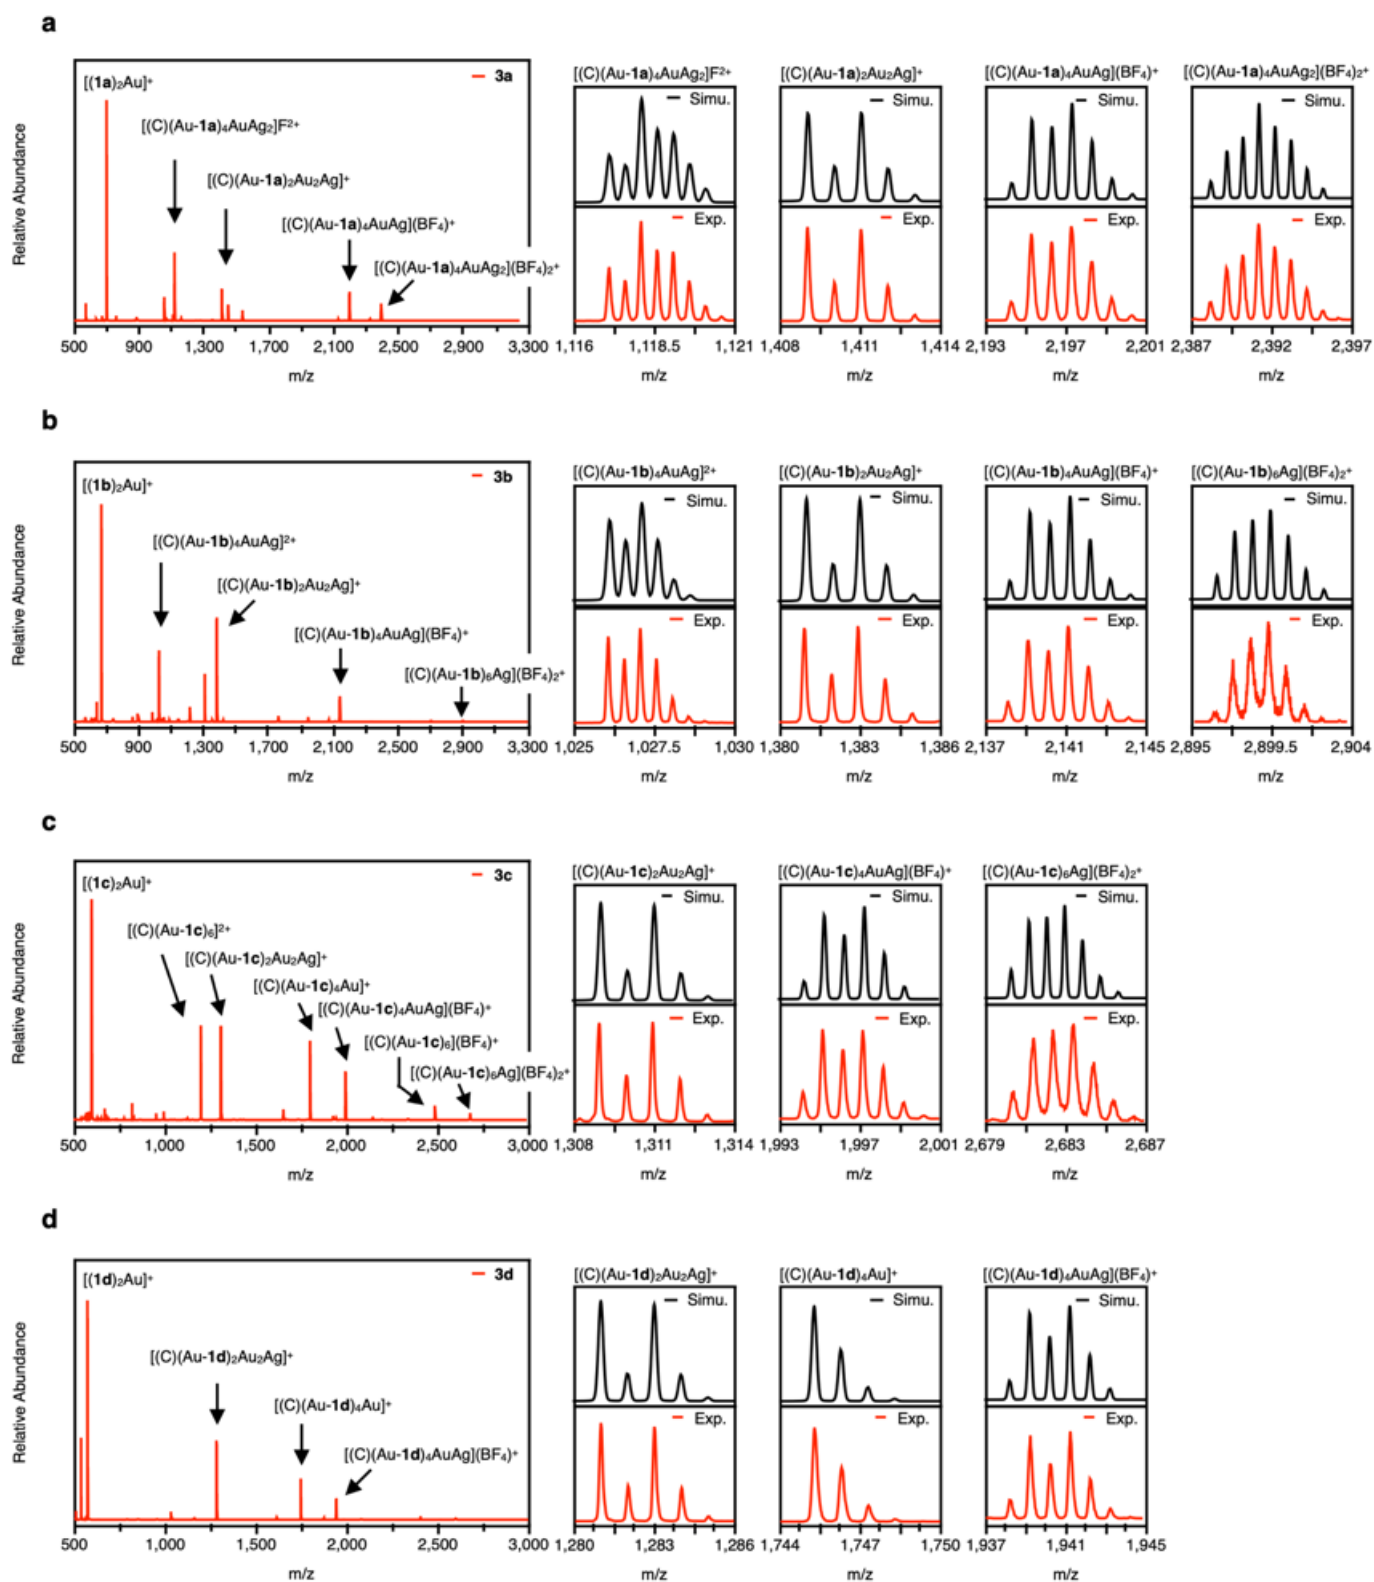 a
[(1a)₂Au]⁺
3a
[(C)(Au-1a)₄AuAg₂]F²⁺
[(C)(Au-1a)₂Au₂Ag]⁺
[(C)(Au-1a)₄AuAg](BF₄)⁺
[(C)(Au-1a)₄AuAg₂](BF₄)₂⁺
Relative Abundance
500 900 1,300 1,700 2,100 2,500 2,900 3,300
m/z
[(C)(Au-1a)₄AuAg₂]F²⁺
Simu.
Exp.
1,116 1,118.5 1,121
m/z
[(C)(Au-1a)₂Au₂Ag]⁺
Simu.
Exp.
1,408 1,411 1,414
m/z
[(C)(Au-1a)₄AuAg](BF₄)⁺
Simu.
Exp.
2,193 2,197 2,201
m/z
[(C)(Au-1a)₄AuAg₂](BF₄)₂⁺
Simu.
Exp.
2,387 2,392 2,397
m/z
b
[(1b)₂Au]⁺
3b
[(C)(Au-1b)₄AuAg]²⁺
[(C)(Au-1b)₂Au₂Ag]⁺
[(C)(Au-1b)₄AuAg](BF₄)⁺
[(C)(Au-1b)₆Ag](BF₄)₂⁺
Relative Abundance
500 900 1,300 1,700 2,100 2,500 2,900 3,300
m/z
[(C)(Au-1b)₄AuAg]²⁺
Simu.
Exp.
1,025 1,027.5 1,030
m/z
[(C)(Au-1b)₂Au₂Ag]⁺
Simu.
Exp.
1,380 1,383 1,386
m/z
[(C)(Au-1b)₄AuAg](BF₄)⁺
Simu.
Exp.
2,137 2,141 2,145
m/z
[(C)(Au-1b)₆Ag](BF₄)₂⁺
Simu.
Exp.
2,895 2,899.5 2,904
m/z
c
[(1c)₂Au]⁺
3c
[(C)(Au-1c)₆]²⁺
[(C)(Au-1c)₂Au₂Ag]⁺
[(C)(Au-1c)₄Au]⁺
[(C)(Au-1c)₄AuAg](BF₄)⁺
[(C)(Au-1c)₆](BF₄)⁺
[(C)(Au-1c)₆Ag](BF₄)₂⁺
Relative Abundance
500 1,000 1,500 2,000 2,500 3,000
m/z
[(C)(Au-1c)₂Au₂Ag]⁺
Simu.
Exp.
1,308 1,311 1,314
m/z
[(C)(Au-1c)₄AuAg](BF₄)⁺
Simu.
Exp.
1,993 1,997 2,001
m/z
[(C)(Au-1c)₆Ag](BF₄)₂⁺
Simu.
Exp.
2,679 2,683 2,687
m/z
d
[(1d)₂Au]⁺
3d
[(C)(Au-1d)₂Au₂Ag]⁺
[(C)(Au-1d)₄Au]⁺
[(C)(Au-1d)₄AuAg](BF₄)⁺
Relative Abundance
500 1,000 1,500 2,000 2,500 3,000
m/z
[(C)(Au-1d)₂Au₂Ag]⁺
Simu.
Exp.
1,280 1,283 1,286
m/z
[(C)(Au-1d)₄Au]⁺
Simu.
Exp.
1,744 1,747 1,750
m/z
[(C)(Au-1d)₄AuAg](BF₄)⁺
Simu.
Exp.
1,937 1,941 1,945
m/z